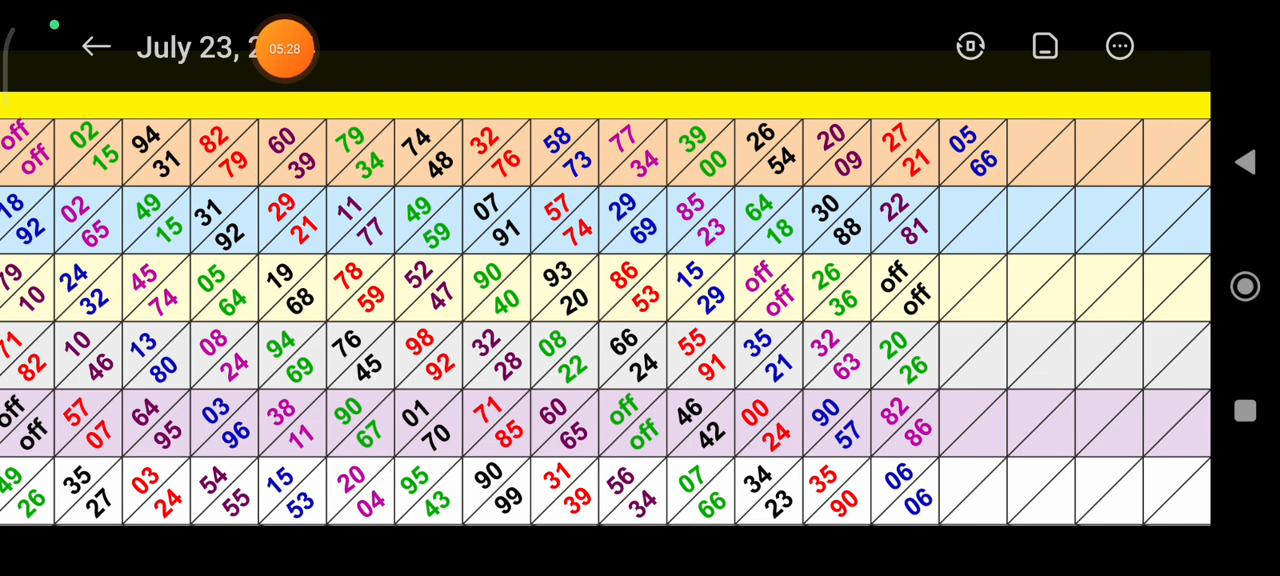 July 23, 2
05:28
off 02 94 82 60 79 74 32 58 77 39 26 20 27 05
off 15 31 79 39 34 48 76 73 34 00 54 09 21 66
18 02 49 31 29 11 49 07 57 29 85 64 30 22
92 65 15 92 21 77 59 91 74 69 23 18 88 81
79 24 45 05 19 78 52 90 93 86 15 off 26 off
10 32 74 64 68 59 47 40 20 53 29 off 36 off
71 10 13 08 94 76 98 32 08 66 55 35 32 20
82 46 80 24 69 45 92 28 22 24 91 21 63 26
off 57 64 03 38 90 01 71 60 off 46 00 90 82
off 07 95 96 11 67 70 85 65 off 42 24 57 86
49 35 03 54 15 20 95 90 31 56 07 34 35 06
26 27 24 55 53 04 43 99 39 34 66 23 90 06